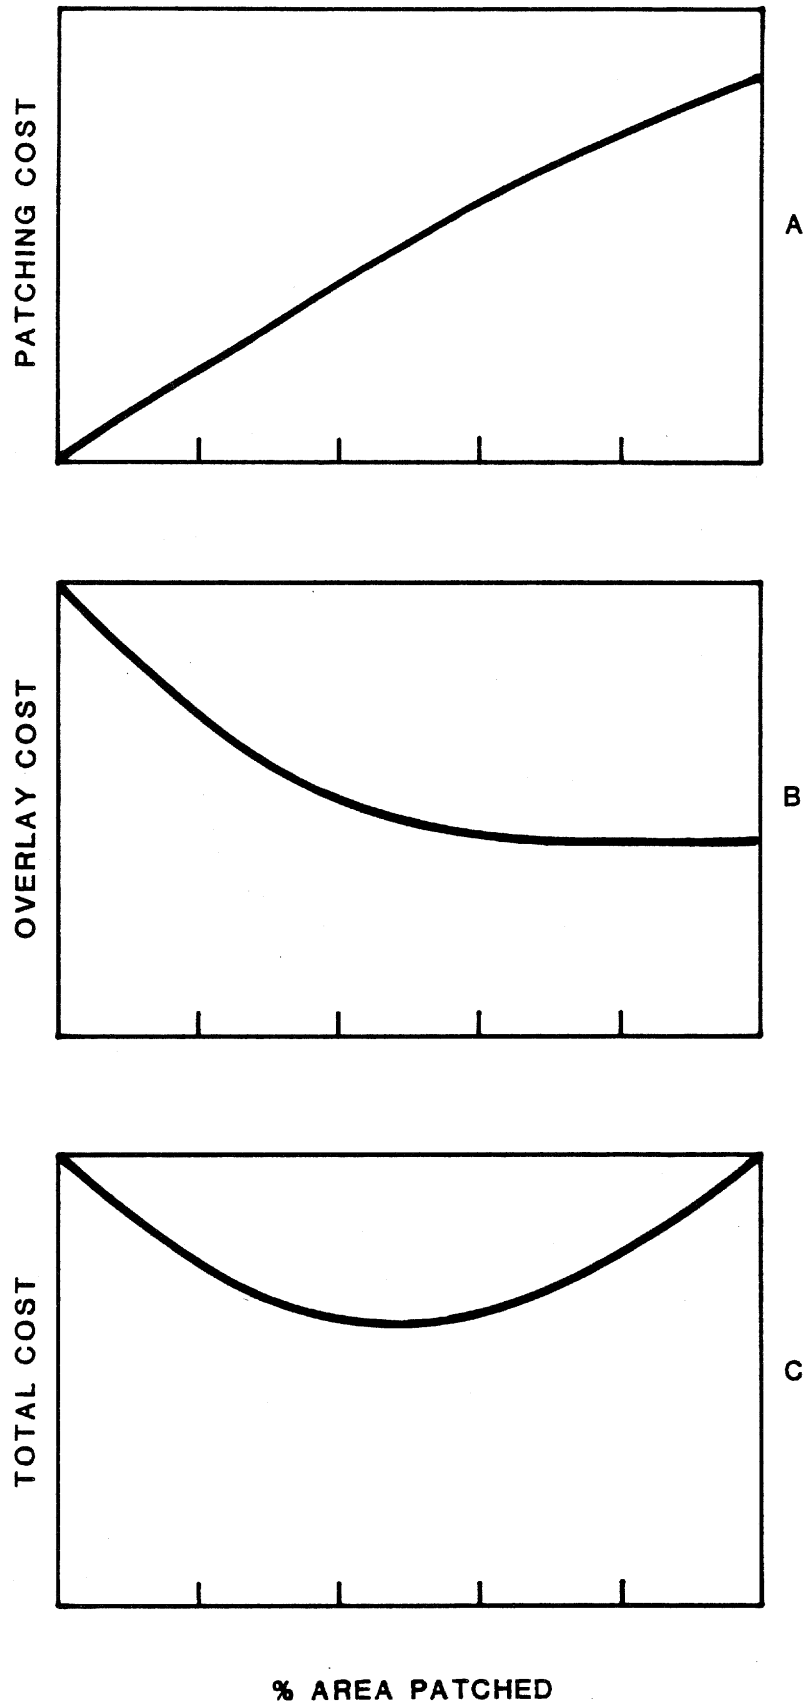 PATCHING COST
A
OVERLAY COST
B
TOTAL COST
C
% AREA PATCHED